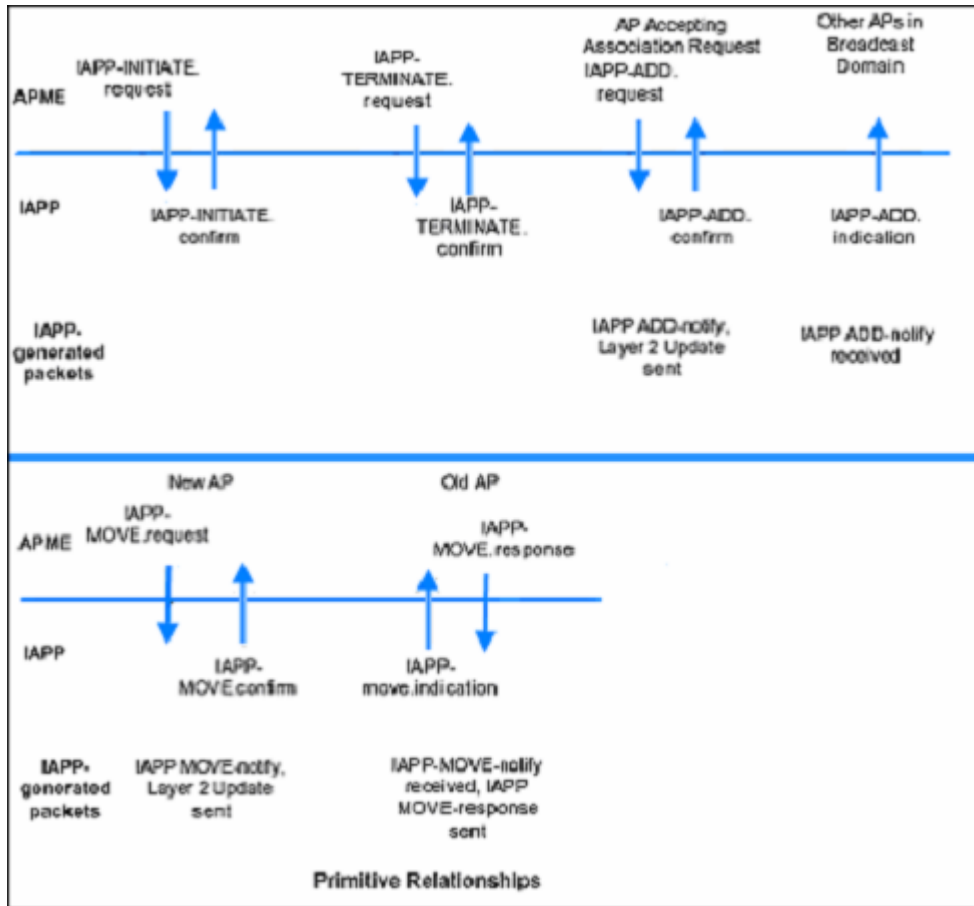 AP Accepting
Association Request
Other APs in
Broadcast
Domain
IAPP-INITIATE.
request
IAPP-
TERMINATE.
request
IAPP-ADD.
request
APME
IAPP
IAPP-INITIATE.
confirm
IAPP-
TERMINATE.
confirm
IAPP-ADD.
confirm
IAPP-ADD.
indication
IAPP-
generated
packets
IAPP ADD-notify,
Layer 2 Update
sent
IAPP ADD-notify
received
New AP
Old AP
IAPP-
MOVE.request
IAPP-
MOVE.response
APME
IAPP
IAPP-
MOVE.confirm
IAPP-
move.indication
IAPP-
generated
packets
IAPP MOVE-notify,
Layer 2 Update
sent
IAPP-MOVE-notify
received, IAPP
MOVE-response
sent
Primitive Relationships